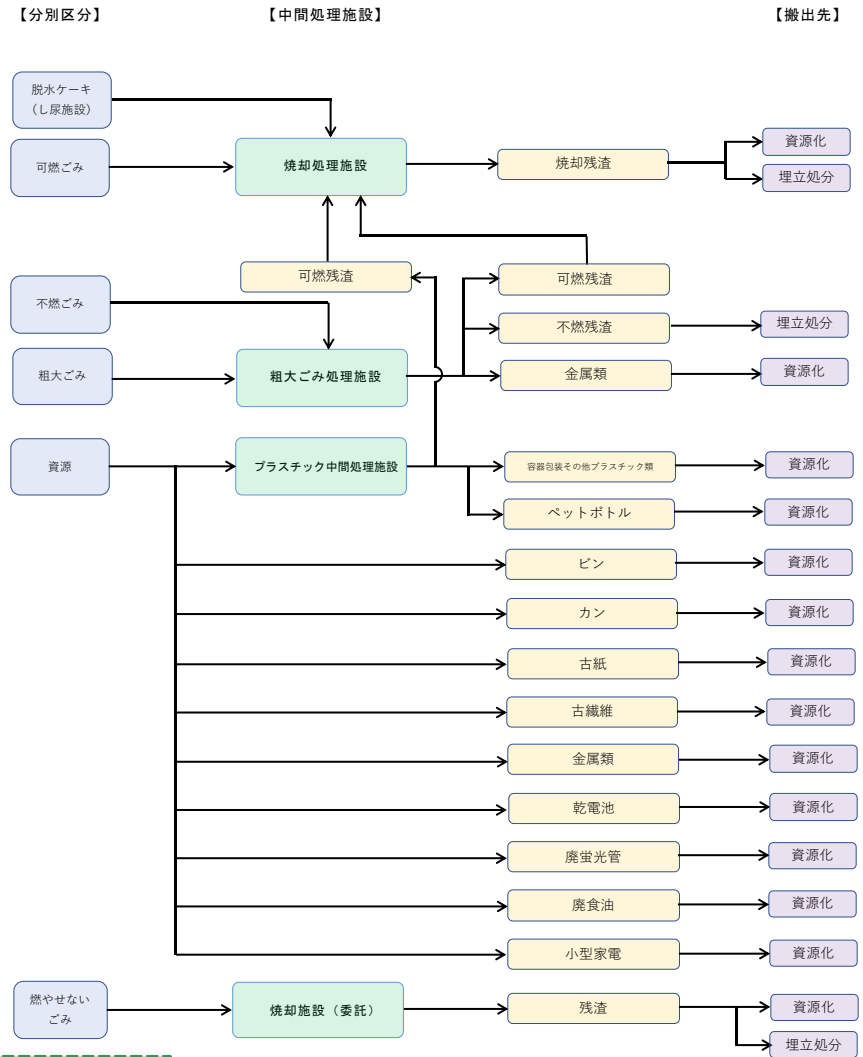 【分別区分】
【中間処理施設】
【搬出先】
脱水ケーキ
（し尿施設）
可燃ごみ
焼却処理施設
焼却残渣
資源化
埋立処分
可燃残渣
可燃残渣
不燃ごみ
不燃残渣
埋立処分
粗大ごみ
粗大ごみ処理施設
金属類
資源化
資源
プラスチック中間処理施設
容器包装その他プラスチック類
資源化
ペットボトル
資源化
ビン
資源化
カン
資源化
古紙
資源化
古繊維
資源化
金属類
資源化
乾電池
資源化
廃蛍光管
資源化
廃食油
資源化
小型家電
資源化
燃やせない
ごみ
焼却施設（委託）
残渣
資源化
埋立処分